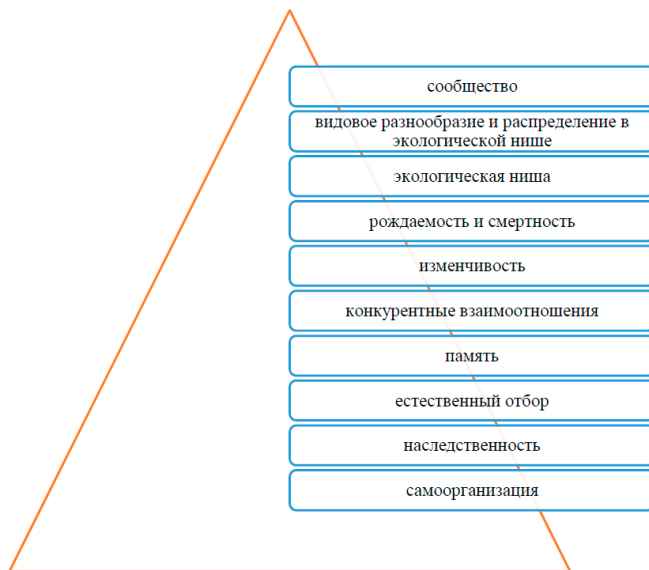 сообщество
видовое разнообразие и распределение в
экологической нише
экологическая ниша
рождаемость и смертность
изменчивость
конкурентные взаимоотношения
память
естественный отбор
наследственность
самоорганизация